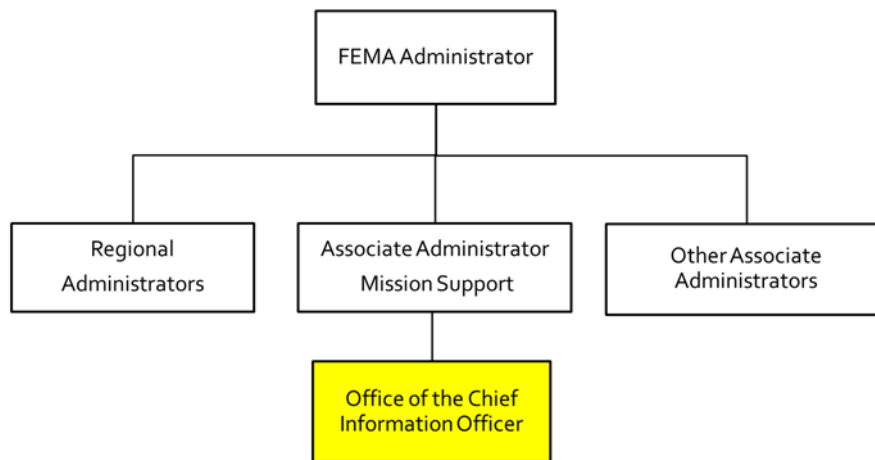 FEMA Administrator
Regional
Administrators
Associate Administrator
Mission Support
Other Associate
Administrators
Office of the Chief
Information Officer